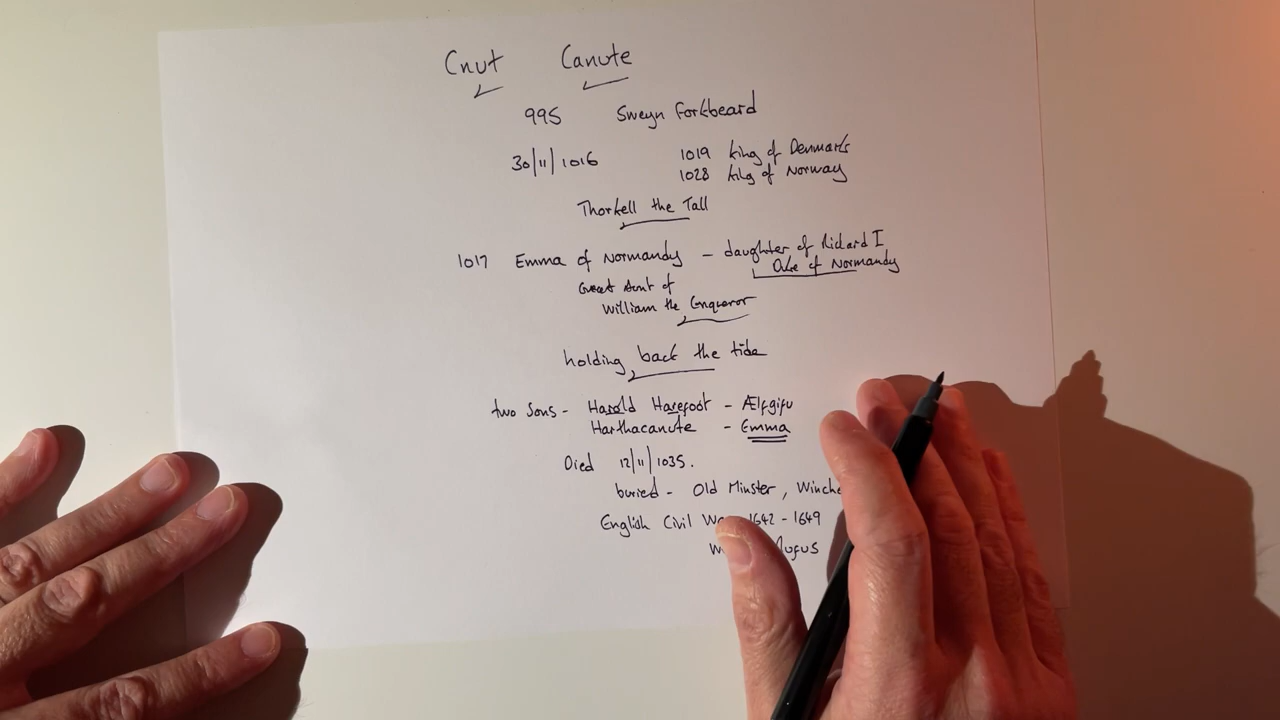 Cnut Canute
995 Sweyn Forkbeard
30/11/1016 1019 King of Denmark
1028 King of Norway
Thorkell the Tall
1017 Emma of Normandy - daughter of Richard I
Duke of Normandy
Great Aunt of
William the Conqueror
holding back the tide
two sons - Harold Harefoot - Ælfgifu
Harthacanute - Emma
Died 12/11/1035.
buried - Old Minster, Winche
English Civil 1642 - 1649